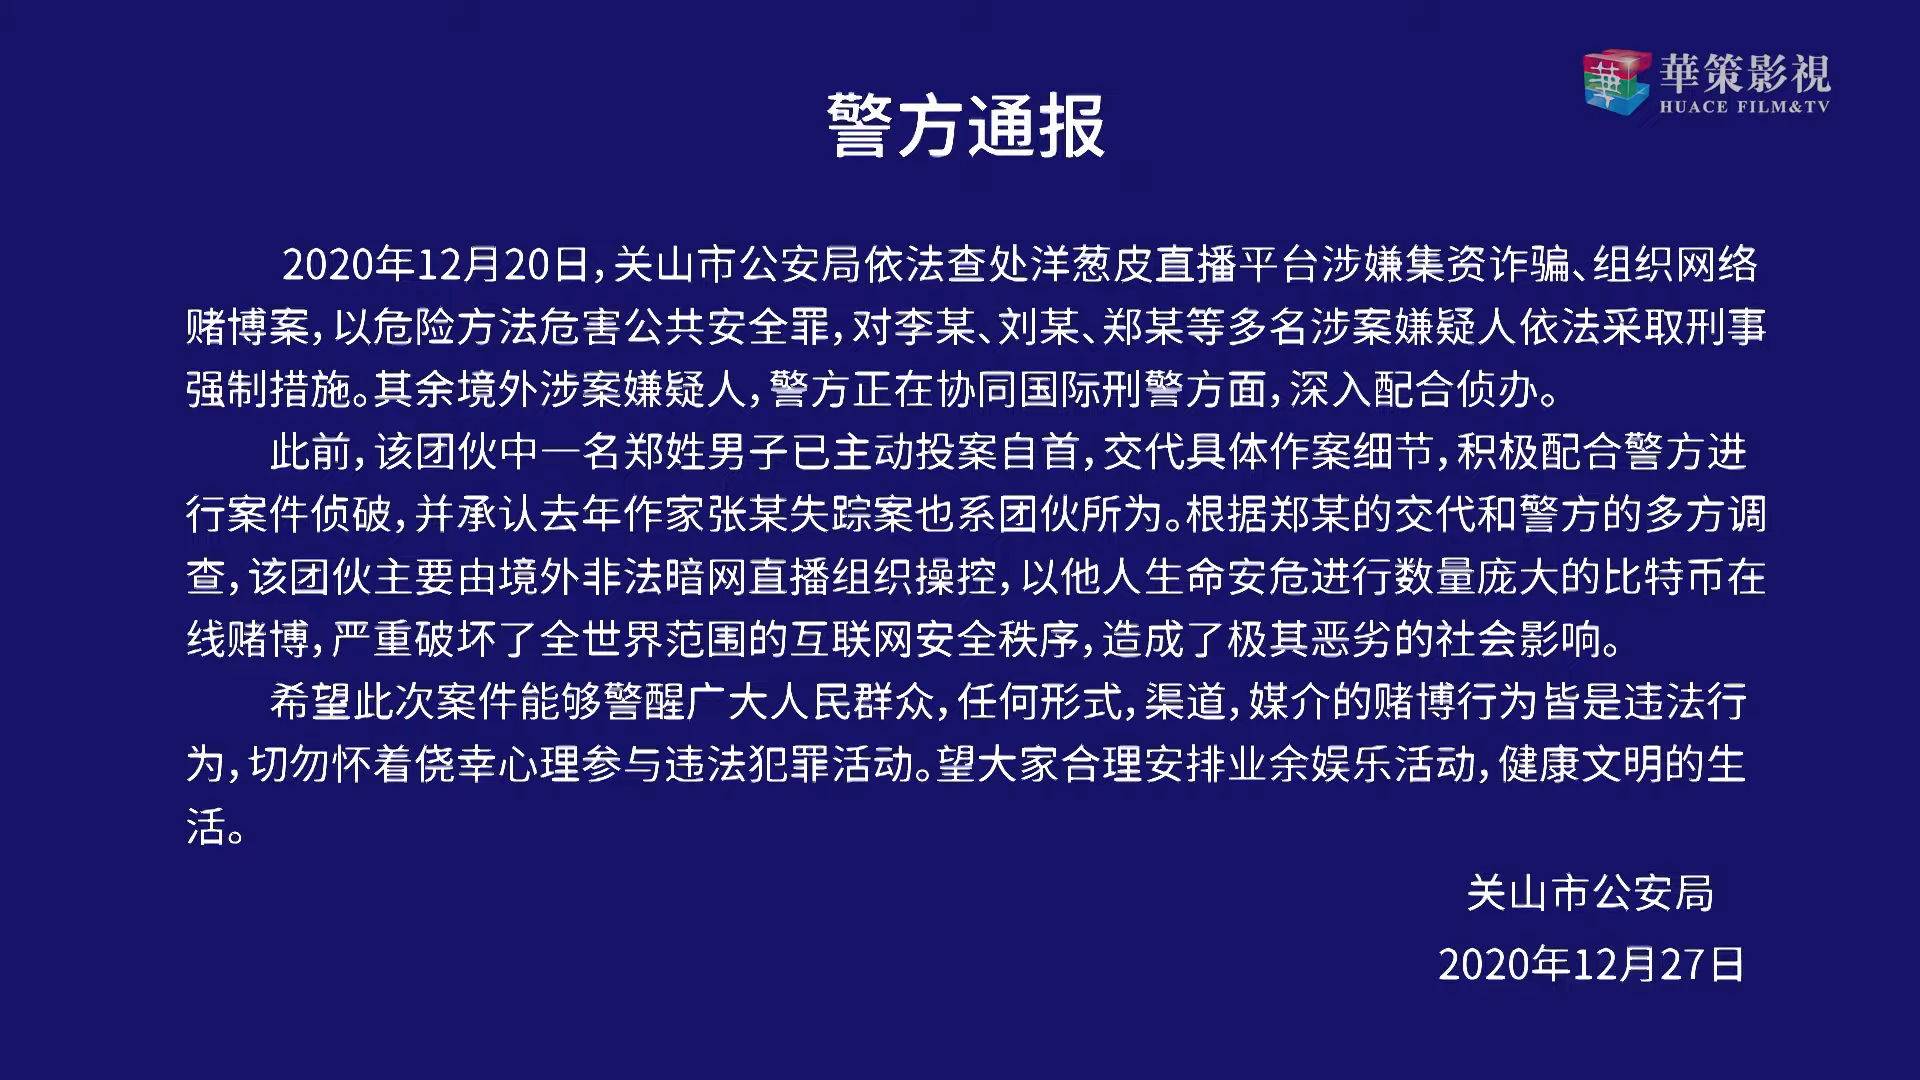 華策影視
HUACE FILM&TV
警方通报
2020年12月20日，关山市公安局依法查处洋葱皮直播平台涉嫌集资诈骗、组织网络
赌博案，以危险方法危害公共安全罪，对李某、刘某、郑某等多名涉案嫌疑人依法采取刑事
强制措施。其余境外涉案嫌疑人，警方正在协同国际刑警方面，深入配合侦办。
此前，该团伙中一名郑姓男子已主动投案自首，交代具体作案细节，积极配合警方进
行案件侦破，并承认去年作家张某失踪案也系团伙所为。根据郑某的交代和警方的多方调
查，该团伙主要由境外非法暗网直播组织操控，以他人生命安危进行数量庞大的比特币在
线赌博，严重破坏了全世界范围的互联网安全秩序，造成了极其恶劣的社会影响。
希望此次案件能够警醒广大人民群众，任何形式，渠道，媒介的赌博行为皆是违法行
为，切勿怀着侥幸心理参与违法犯罪活动。望大家合理安排业余娱乐活动，健康文明的生
活。
关山市公安局
2020年12月27日